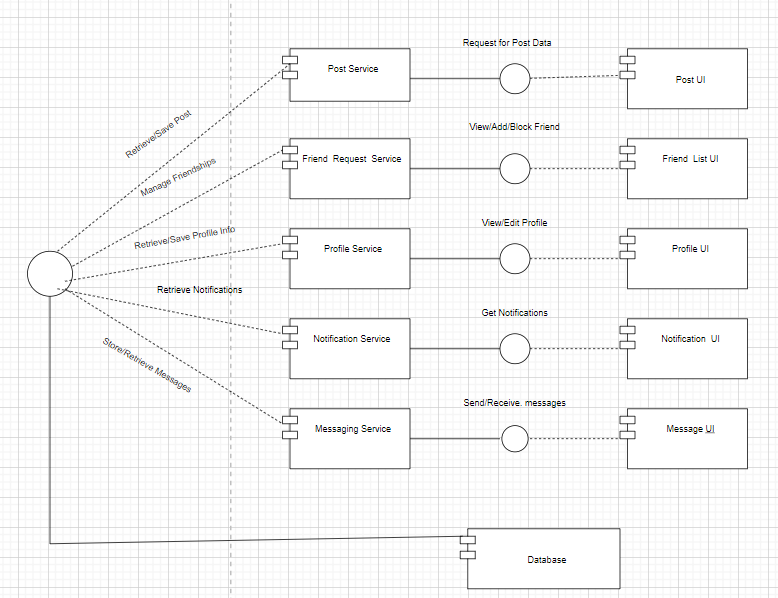 Request for Post Data
Post Service
Post UI
Retrieve/Save Post
View/Add/Block Friend
Friend Request Service
Friend List UI
Manage Friendships
View/Edit Profile
Retrieve/Save Profile Info
Profile Service
Profile UI
Retrieve Notifications
Get Notifications
Notification Service
Notification UI
Store/Retrieve Messages
Send/Receive. messages
Messaging Service
Message UI
Database